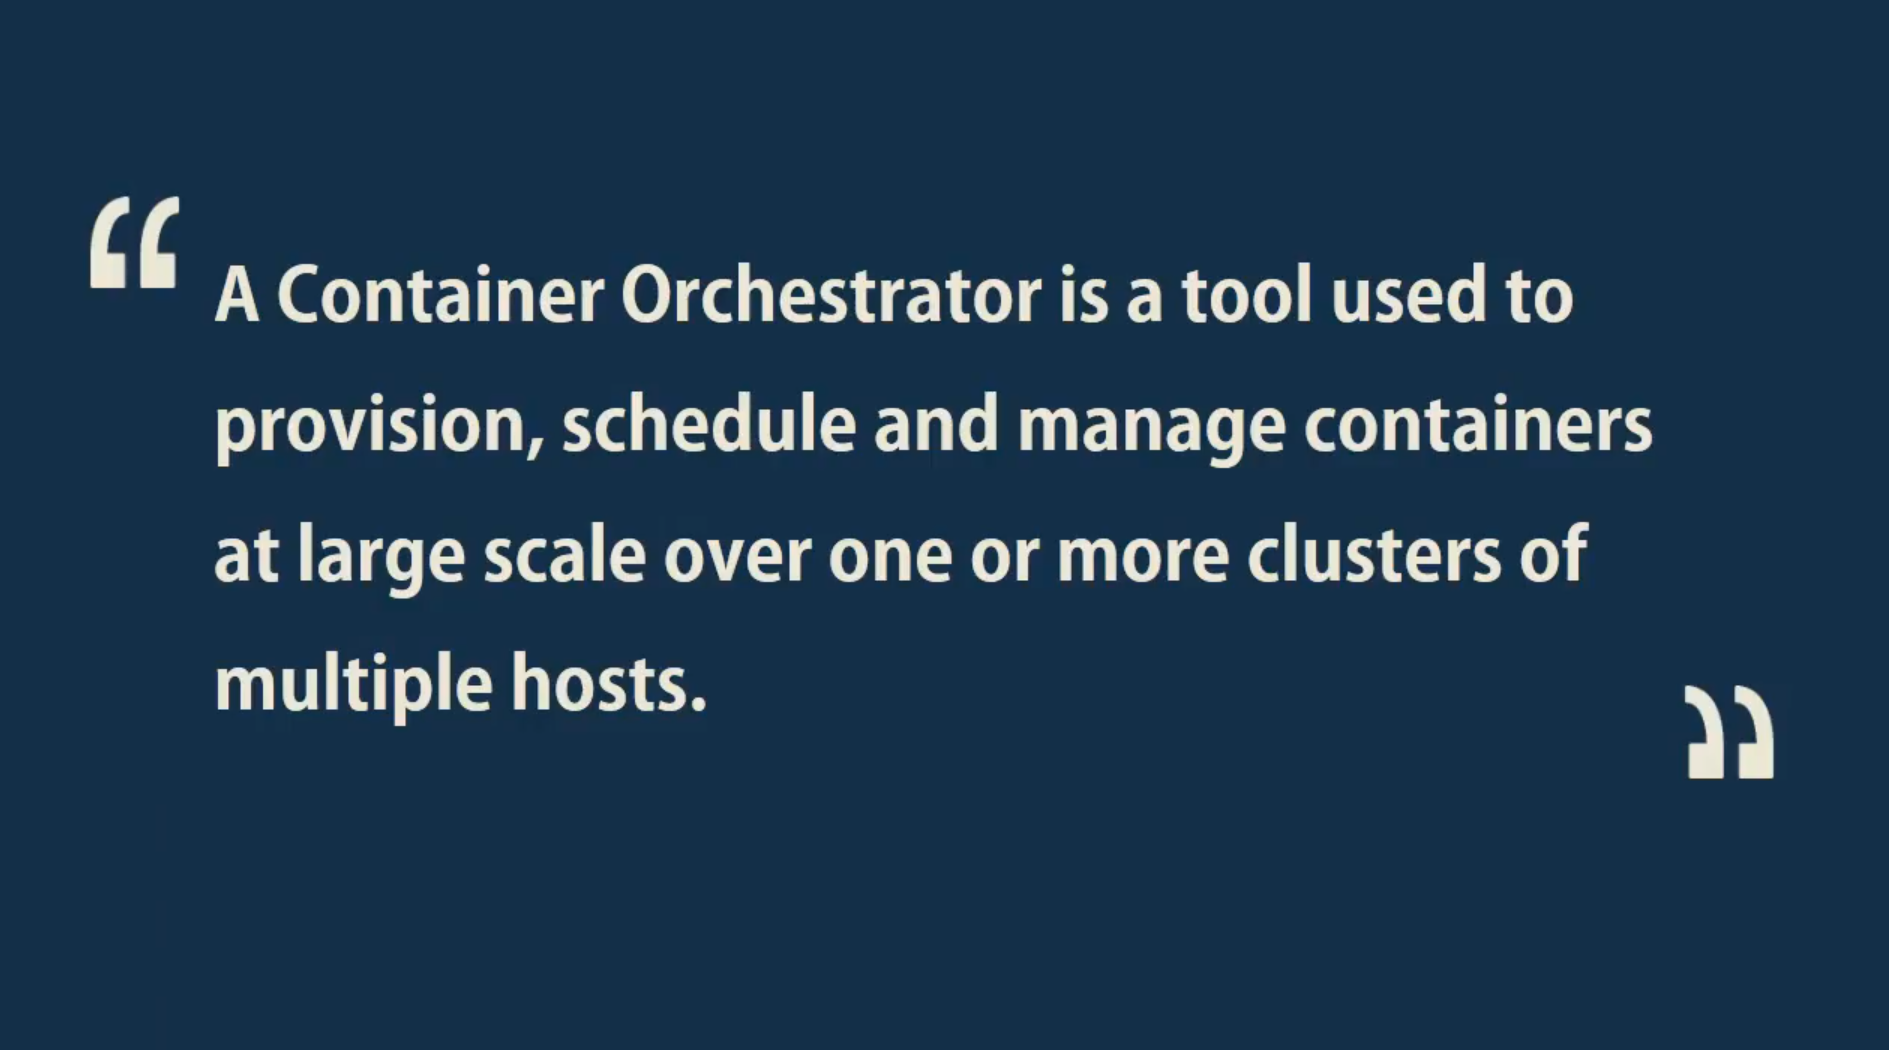 “ A Container Orchestrator is a tool used to
provision, schedule and manage containers
at large scale over one or more clusters of
multiple hosts. ”